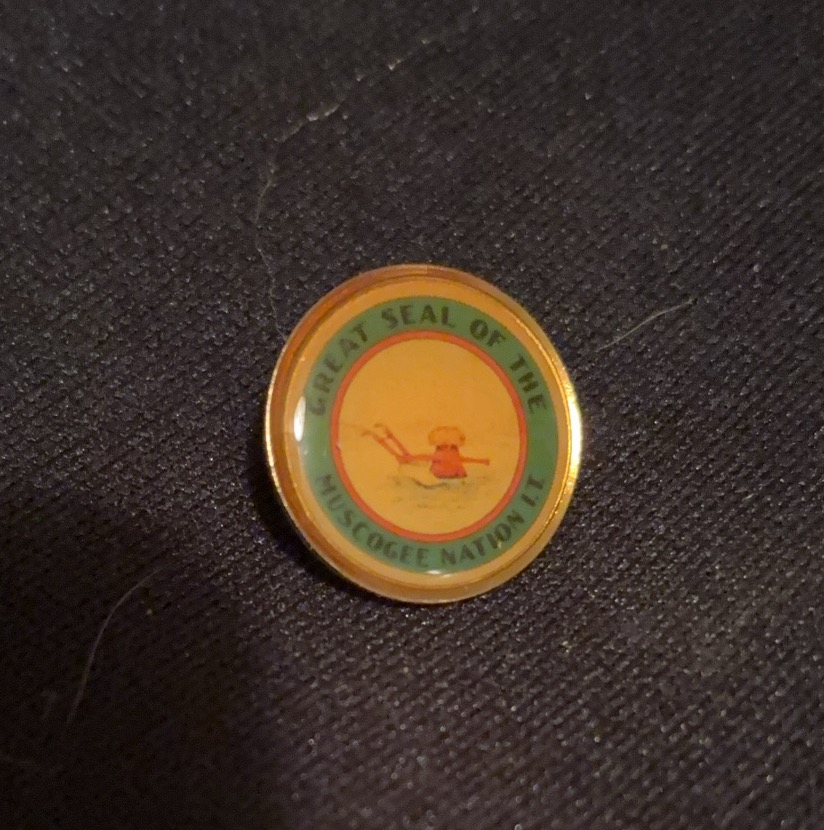 GREAT SEAL OF THE
MUSCOGEE NATION I.T.